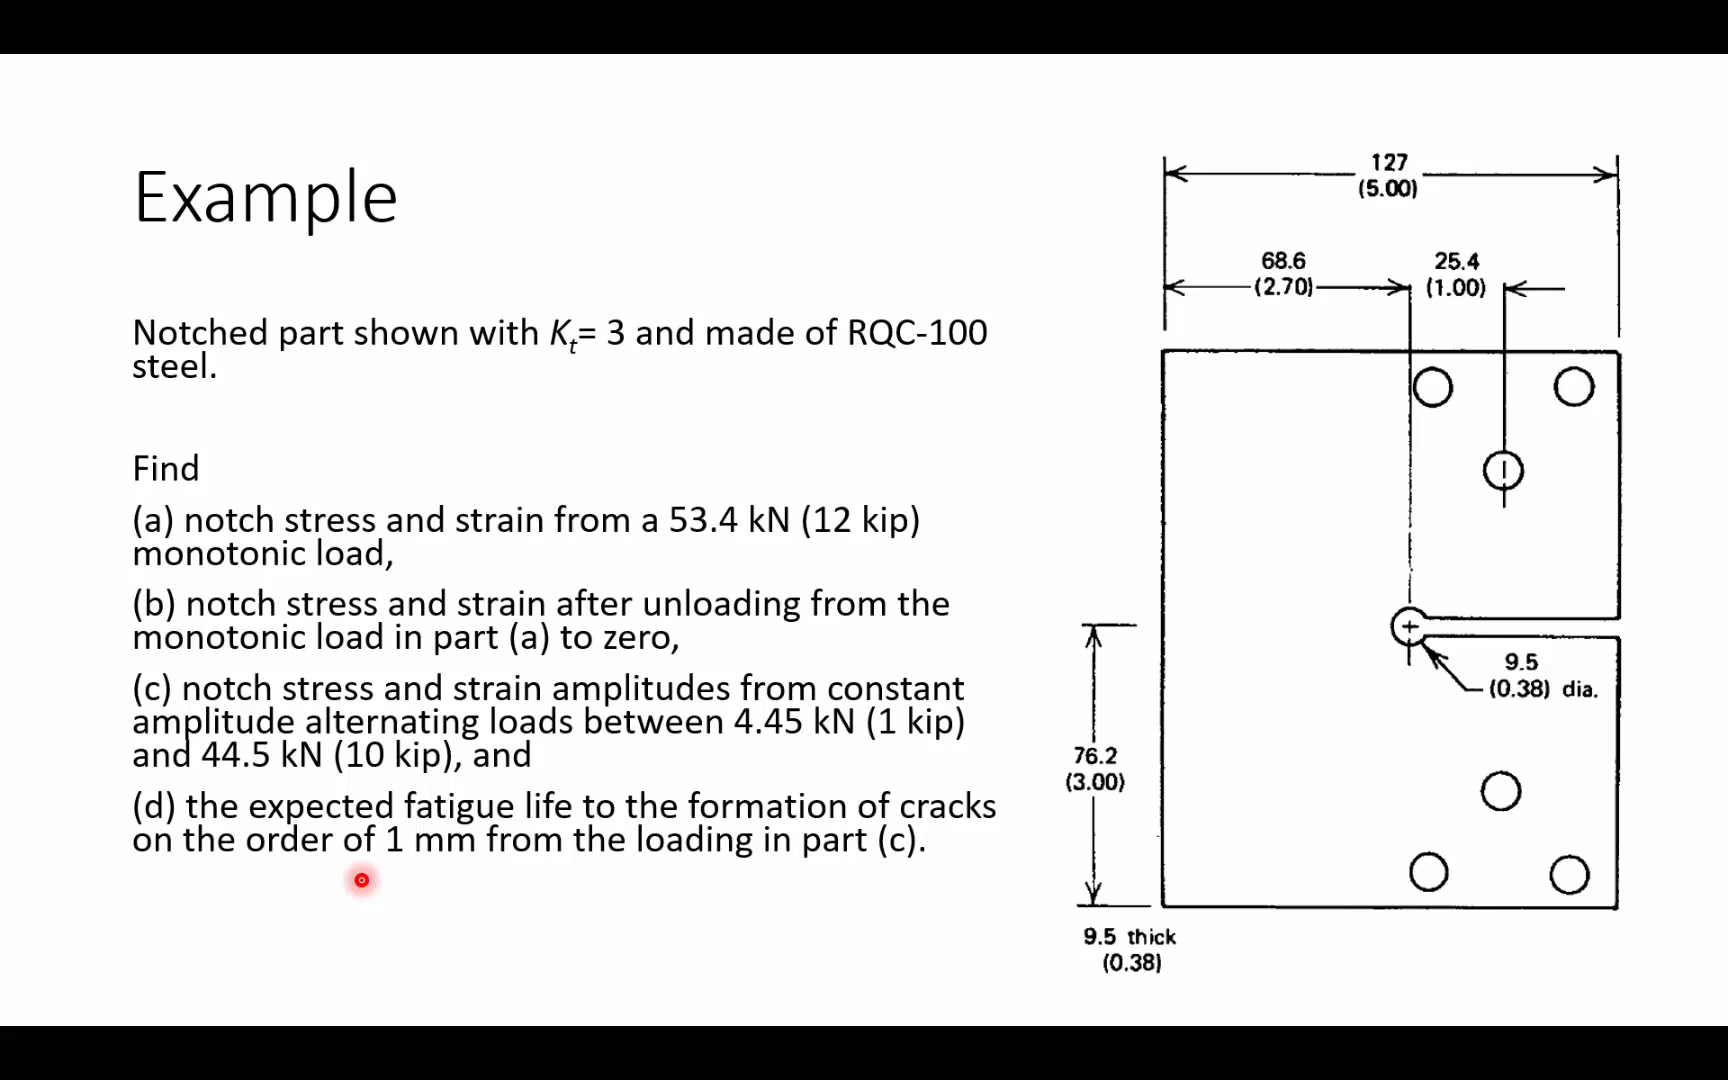 Example
Notched part shown with Kt= 3 and made of RQC-100
steel.
Find
(a) notch stress and strain from a 53.4 kN (12 kip)
monotonic load,
(b) notch stress and strain after unloading from the
monotonic load in part (a) to zero,
(c) notch stress and strain amplitudes from constant
amplitude alternating loads between 4.45 kN (1 kip)
and 44.5 kN (10 kip), and
(d) the expected fatigue life to the formation of cracks
on the order of 1 mm from the loading in part (c).
127
(5.00)
68.6
(2.70)
25.4
(1.00)
9.5
(0.38) dia.
76.2
(3.00)
9.5 thick
(0.38)